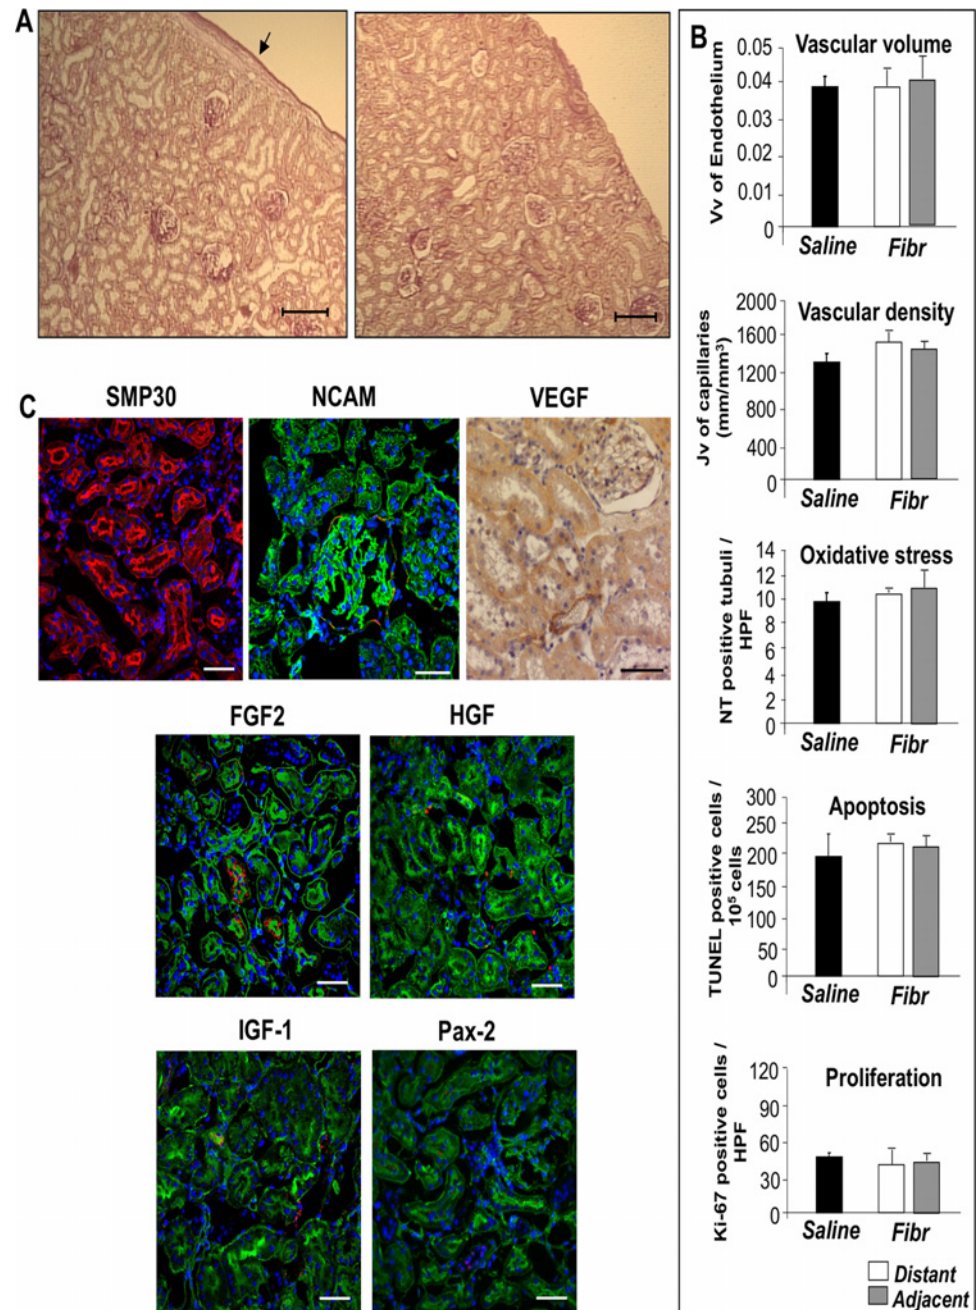 A
B
Vascular volume
Vv of Endothelium
0.05
0.04
0.03
0.02
0.01
0
Saline Fibr
Vascular density
Jv of capillaries
(mm/mm³)
2000
1600
1200
800
400
0
Saline Fibr
C
SMP30 NCAM VEGF
Oxidative stress
NT positive tubuli /
HPF
14
12
10
8
6
4
2
0
Saline Fibr
FGF2 HGF
Apoptosis
TUNEL positive cells /
10⁵ cells
300
250
200
150
100
50
0
Saline Fibr
IGF-1 Pax-2
Proliferation
Ki-67 positive cells /
HPF
120
90
60
30
0
Saline Fibr
Distant
Adjacent